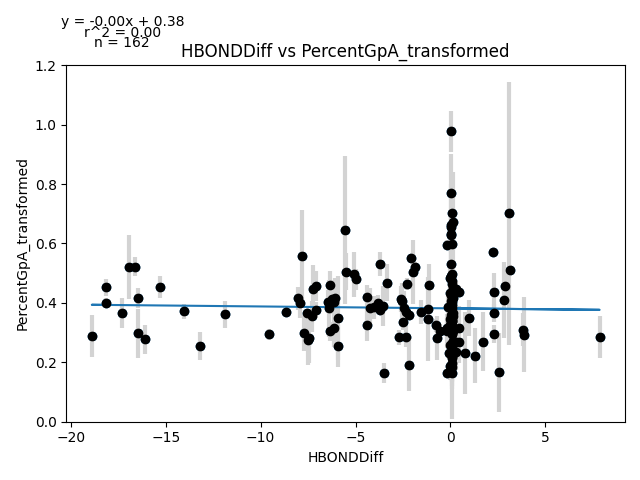 y = -0.00x + 0.38
r^2 = 0.00
n = 162
HBONDDiff vs PercentGpA_transformed
1.2
1.0
0.8
0.6
0.4
0.2
0.0
PercentGpA_transformed
−20 −15 −10 −5 0 5
HBONDDiff